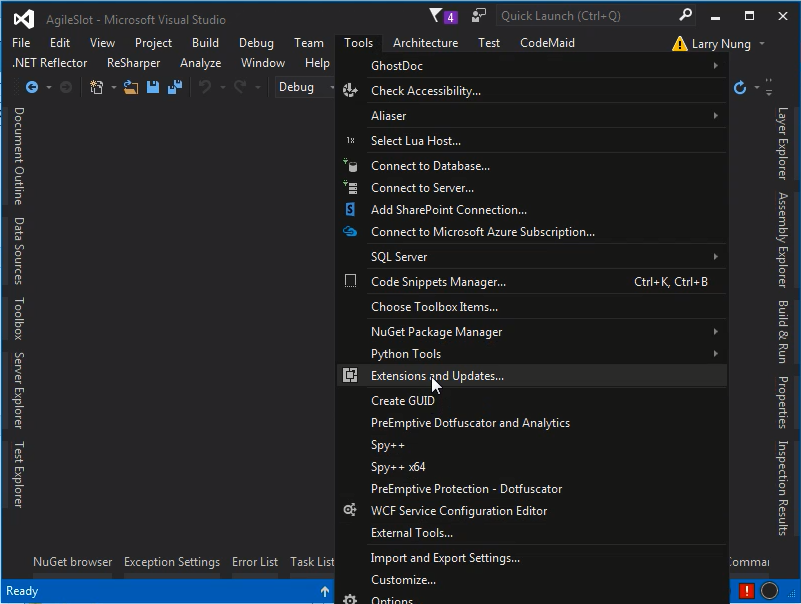 AgileSlot - Microsoft Visual Studio
4
Quick Launch (Ctrl+Q)
File Edit View Project Build Debug Team Tools Architecture Test CodeMaid
Larry Nung
.NET Reflector ReSharper Analyze Window Help
Debug
GhostDoc
Check Accessibility...
Aliaser
Select Lua Host...
Connect to Database...
Connect to Server...
Add SharePoint Connection...
Connect to Microsoft Azure Subscription...
SQL Server
Code Snippets Manager... Ctrl+K, Ctrl+B
Choose Toolbox Items...
NuGet Package Manager
Python Tools
Extensions and Updates...
Create GUID
PreEmptive Dotfuscator and Analytics
Spy++
Spy++ x64
PreEmptive Protection - Dotfuscator
WCF Service Configuration Editor
External Tools...
Import and Export Settings...
Customize...
Options...
Document Outline
Data Sources
Toolbox
Server Explorer
Test Explorer
Layer Explorer
Assembly Explorer
Build & Run
Properties
Inspection Results
NuGet browser Exception Settings Error List Task List
Ready